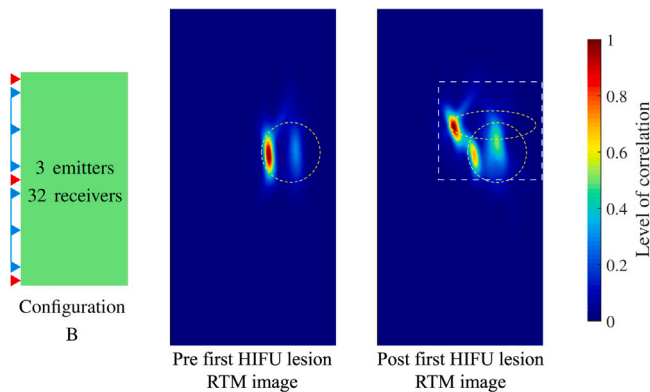 3 emitters
32 receivers
Configuration
B
Pre first HIFU lesion
RTM image
Post first HIFU lesion
RTM image
1
0.8
0.6
0.4
0.2
0
Level of correlation